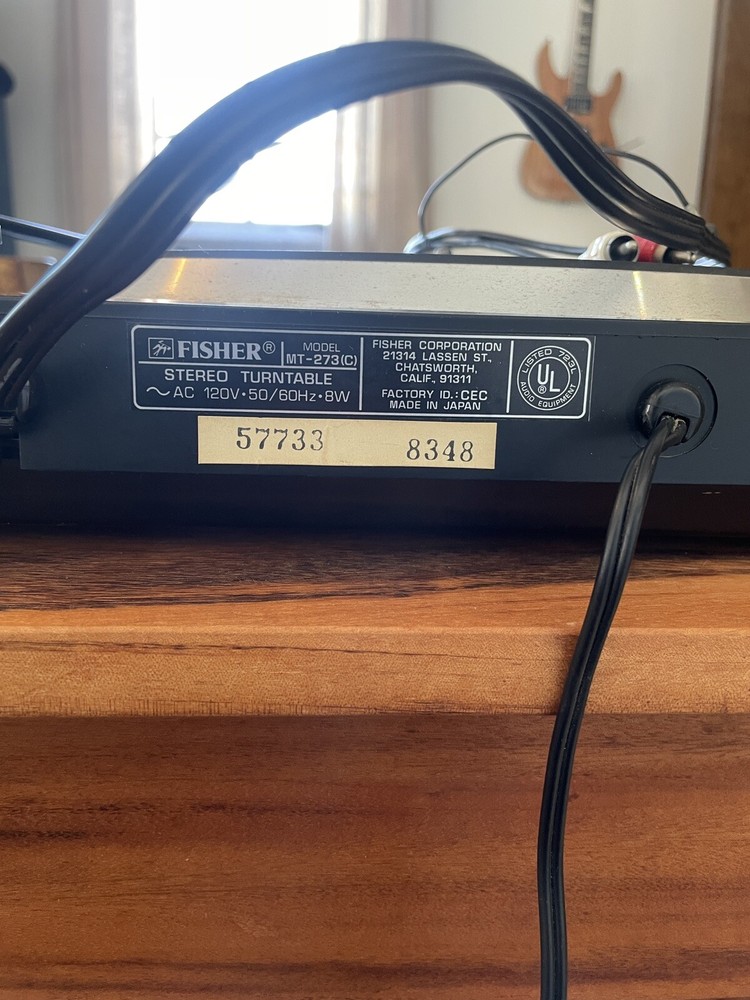 FISHER®
MODEL
MT-273(C)
STEREO TURNTABLE
~ AC 120V•50/60Hz•8W
FISHER CORPORATION
21314 LASSEN ST.,
CHATSWORTH,
CALIF., 91311
FACTORY ID.: CEC
MADE IN JAPAN
LISTED 723L
UL®
AUDIO EQUIPMENT
57733 8348